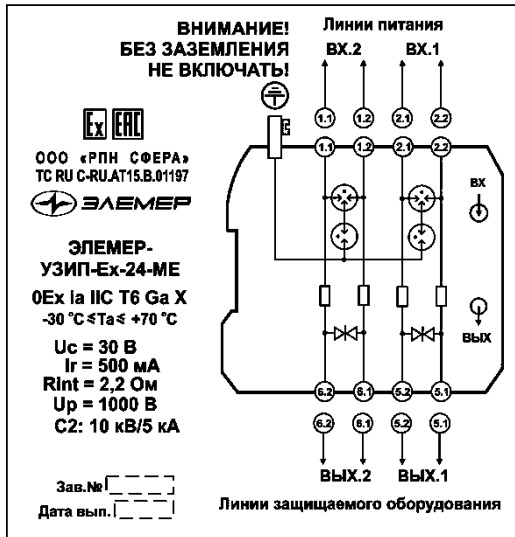 ВНИМАНИЕ!
БЕЗ ЗАЗЕМЛЕНИЯ
НЕ ВКЛЮЧАТЬ!
Линии питания
ВХ.2 ВХ.1
1.1 1.2 2.1 2.2
1.1 1.2 2.1 2.2
Ex ЕАС
ООО «РПН СФЕРА»
ТС RU C-RU.АТ15.В.01197
ЭЛЕМЕР
ЭЛЕМЕР-
УЗИП-Ex-24-МЕ
0Ex ia IIC T6 Ga X
-30 °C ≤Ta≤ +70 °C
Uc = 30 В
Ir = 500 мА
Rint = 2,2 Ом
Up = 1000 В
C2: 10 кВ/5 кА
ВХ
ВЫХ
6.2 6.1 5.2 5.1
6.2 6.1 5.2 5.1
ВЫХ.2 ВЫХ.1
Линии защищаемого оборудования
Зав.№
Дата вып.